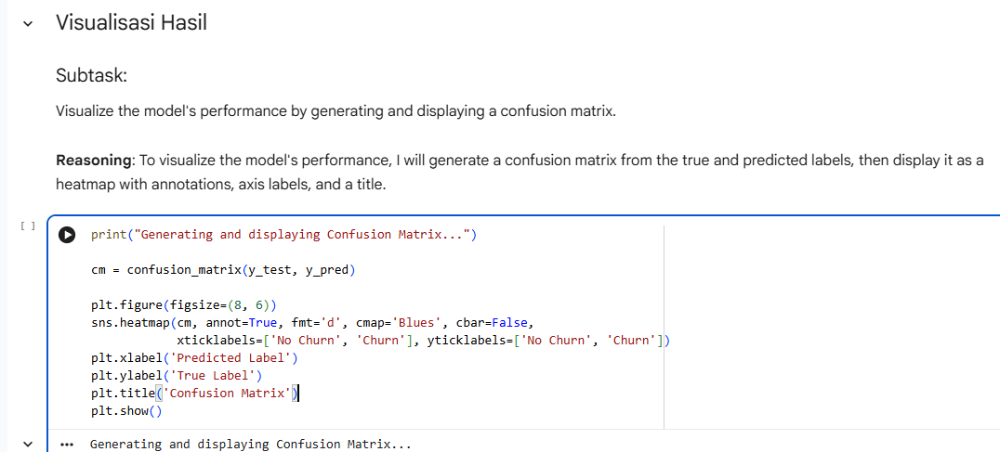 Visualisasi Hasil
Subtask:
Visualize the model's performance by generating and displaying a confusion matrix.
Reasoning: To visualize the model's performance, I will generate a confusion matrix from the true and predicted labels, then display it as a
heatmap with annotations, axis labels, and a title.
[ ]
print("Generating and displaying Confusion Matrix...")
cm = confusion_matrix(y_test, y_pred)
plt.figure(figsize=(8, 6))
sns.heatmap(cm, annot=True, fmt='d', cmap='Blues', cbar=False,
            xticklabels=['No Churn', 'Churn'], yticklabels=['No Churn', 'Churn'])
plt.xlabel('Predicted Label')
plt.ylabel('True Label')
plt.title('Confusion Matrix')
plt.show()
Generating and displaying Confusion Matrix...